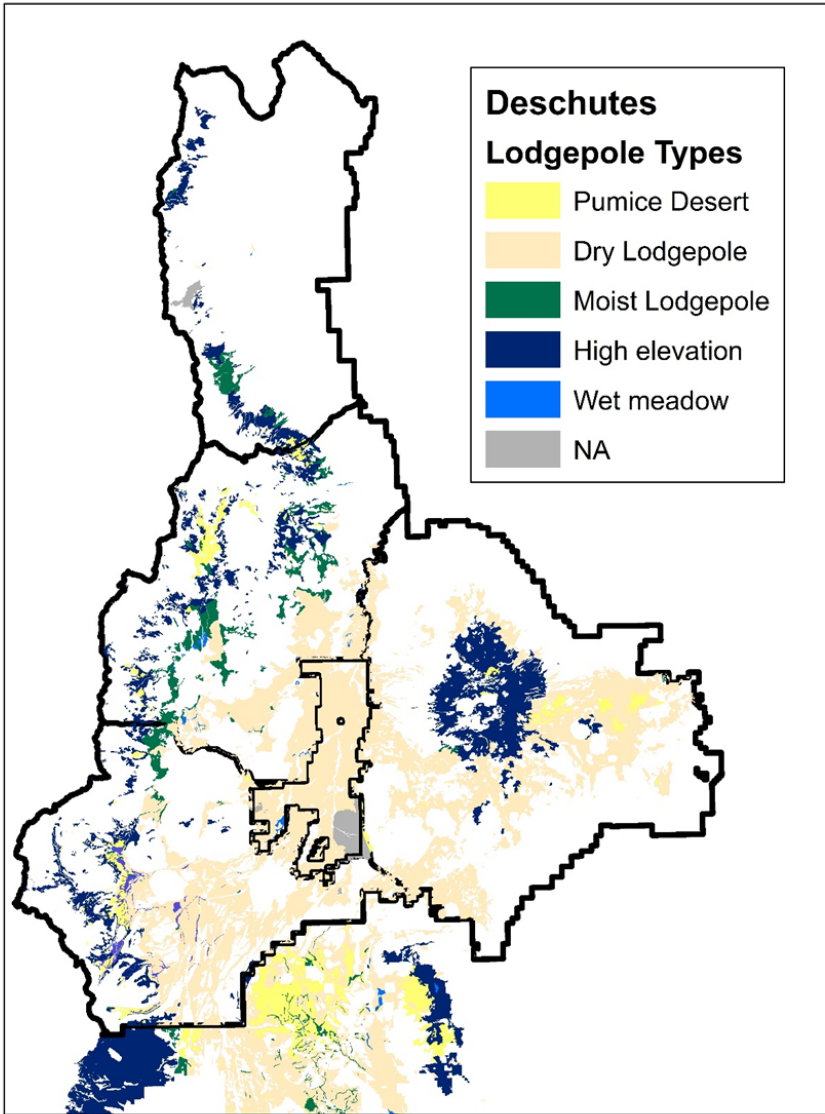 Deschutes
Lodgepole Types
Pumice Desert
Dry Lodgepole
Moist Lodgepole
High elevation
Wet meadow
NA